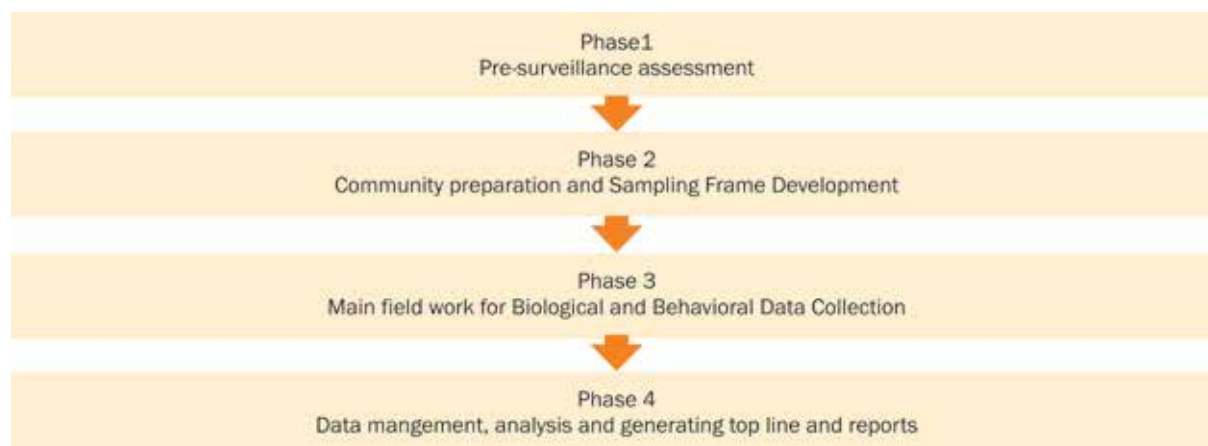 Phase1
Pre-surveillance assessment
Phase 2
Community preparation and Sampling Frame Development
Phase 3
Main field work for Biological and Behavioral Data Collection
Phase 4
Data mangement, analysis and generating top line and reports